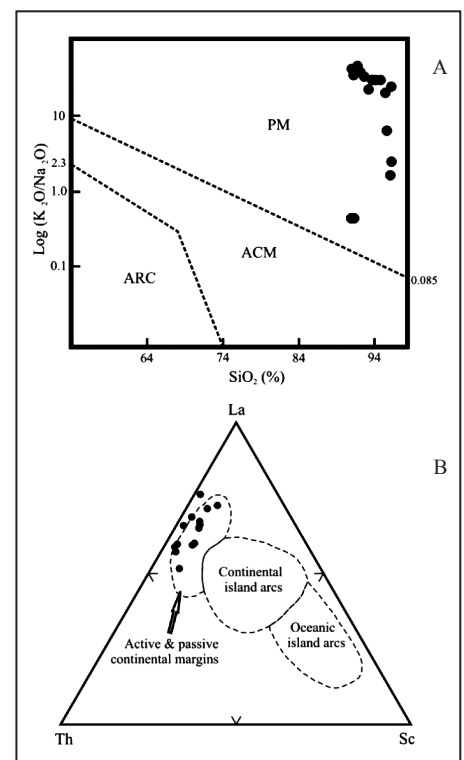 A
PM
10
2.3
1.0
0.1
Log (K₂O/Na₂O)
ACM
ARC
0.085
64 74 84 94
SiO₂ (%)
La
B
Continental
island arcs
Oceanic
island arcs
Active & passive
continental margins
Th Sc